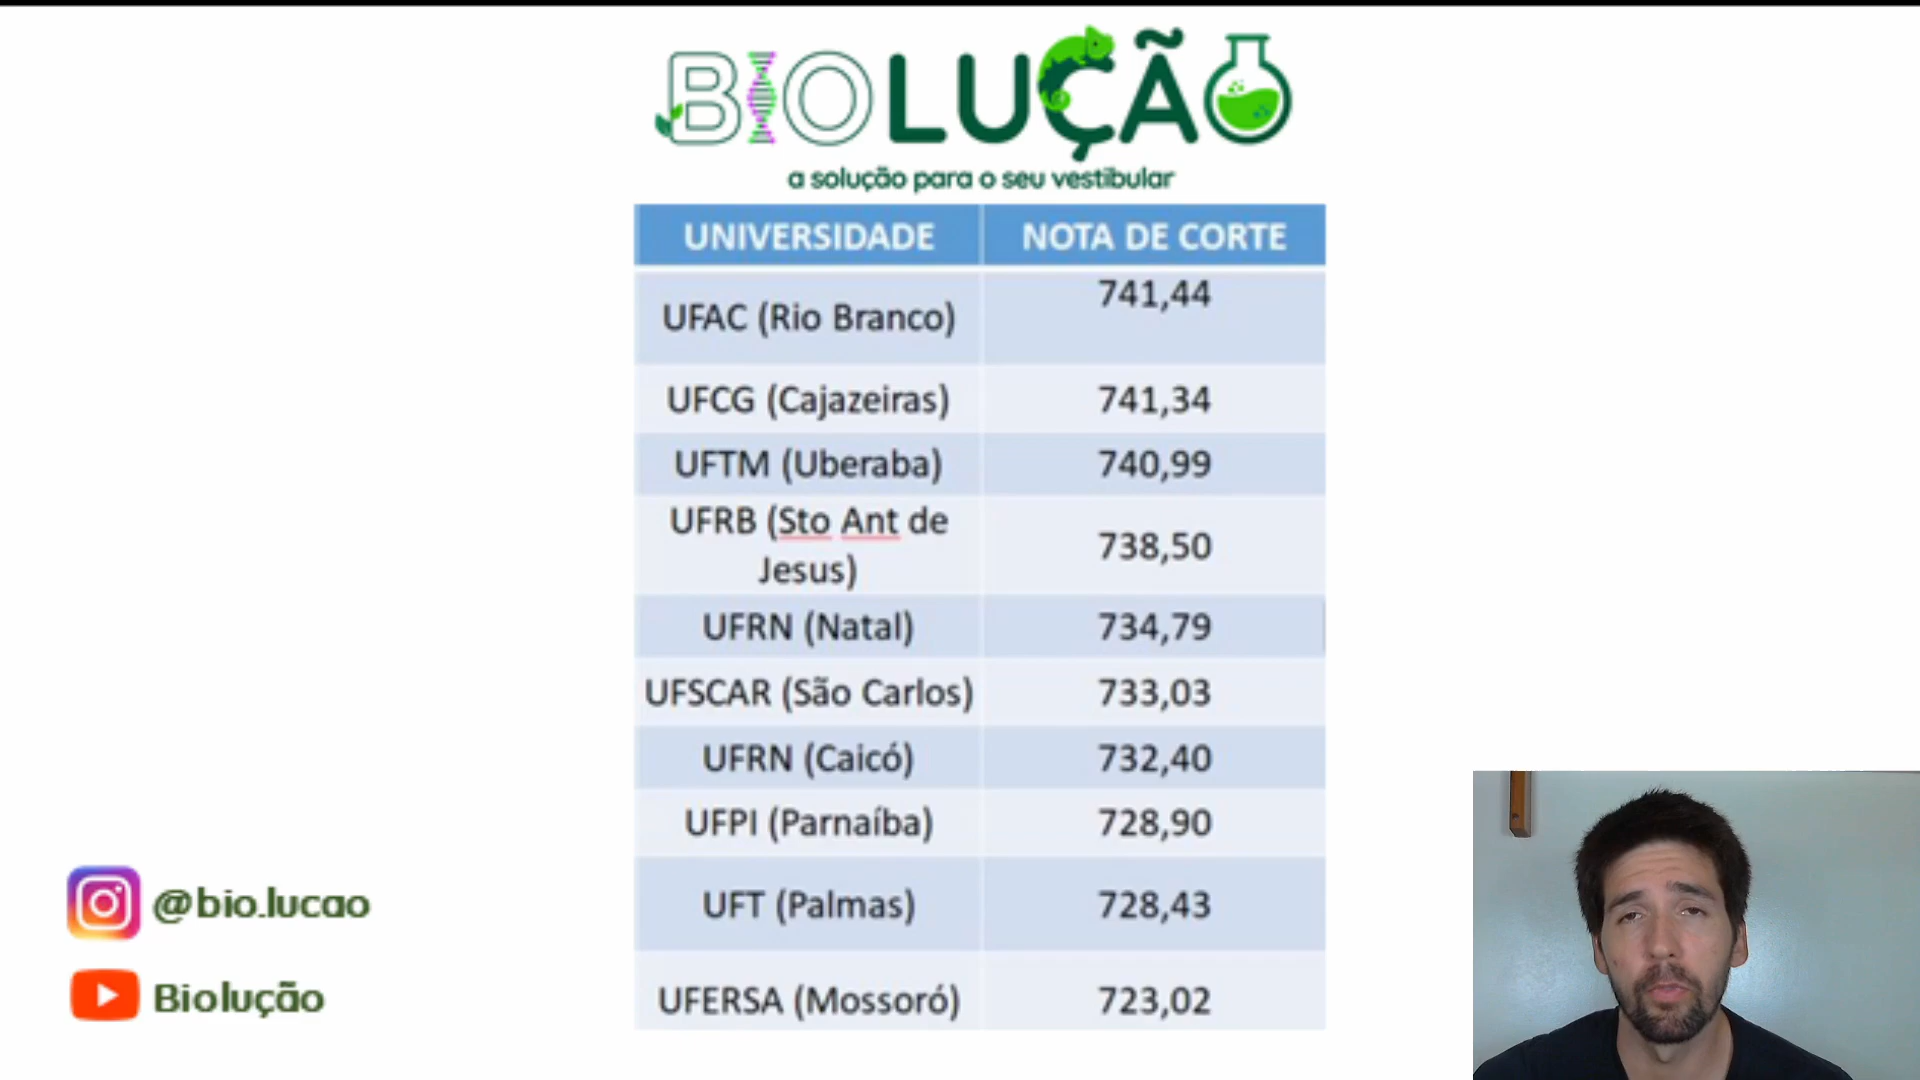 BIOLUÇÃO
a solução para o seu vestibular
UNIVERSIDADE NOTA DE CORTE
UFAC (Rio Branco) 741,44
UFCG (Cajazeiras) 741,34
UFTM (Uberaba) 740,99
UFRB (Sto Ant de
Jesus) 738,50
UFRN (Natal) 734,79
UFSCAR (São Carlos) 733,03
UFRN (Caicó) 732,40
UFPI (Parnaíba) 728,90
UFT (Palmas) 728,43
UFERSA (Mossoró) 723,02
@bio.lucao
Biolução